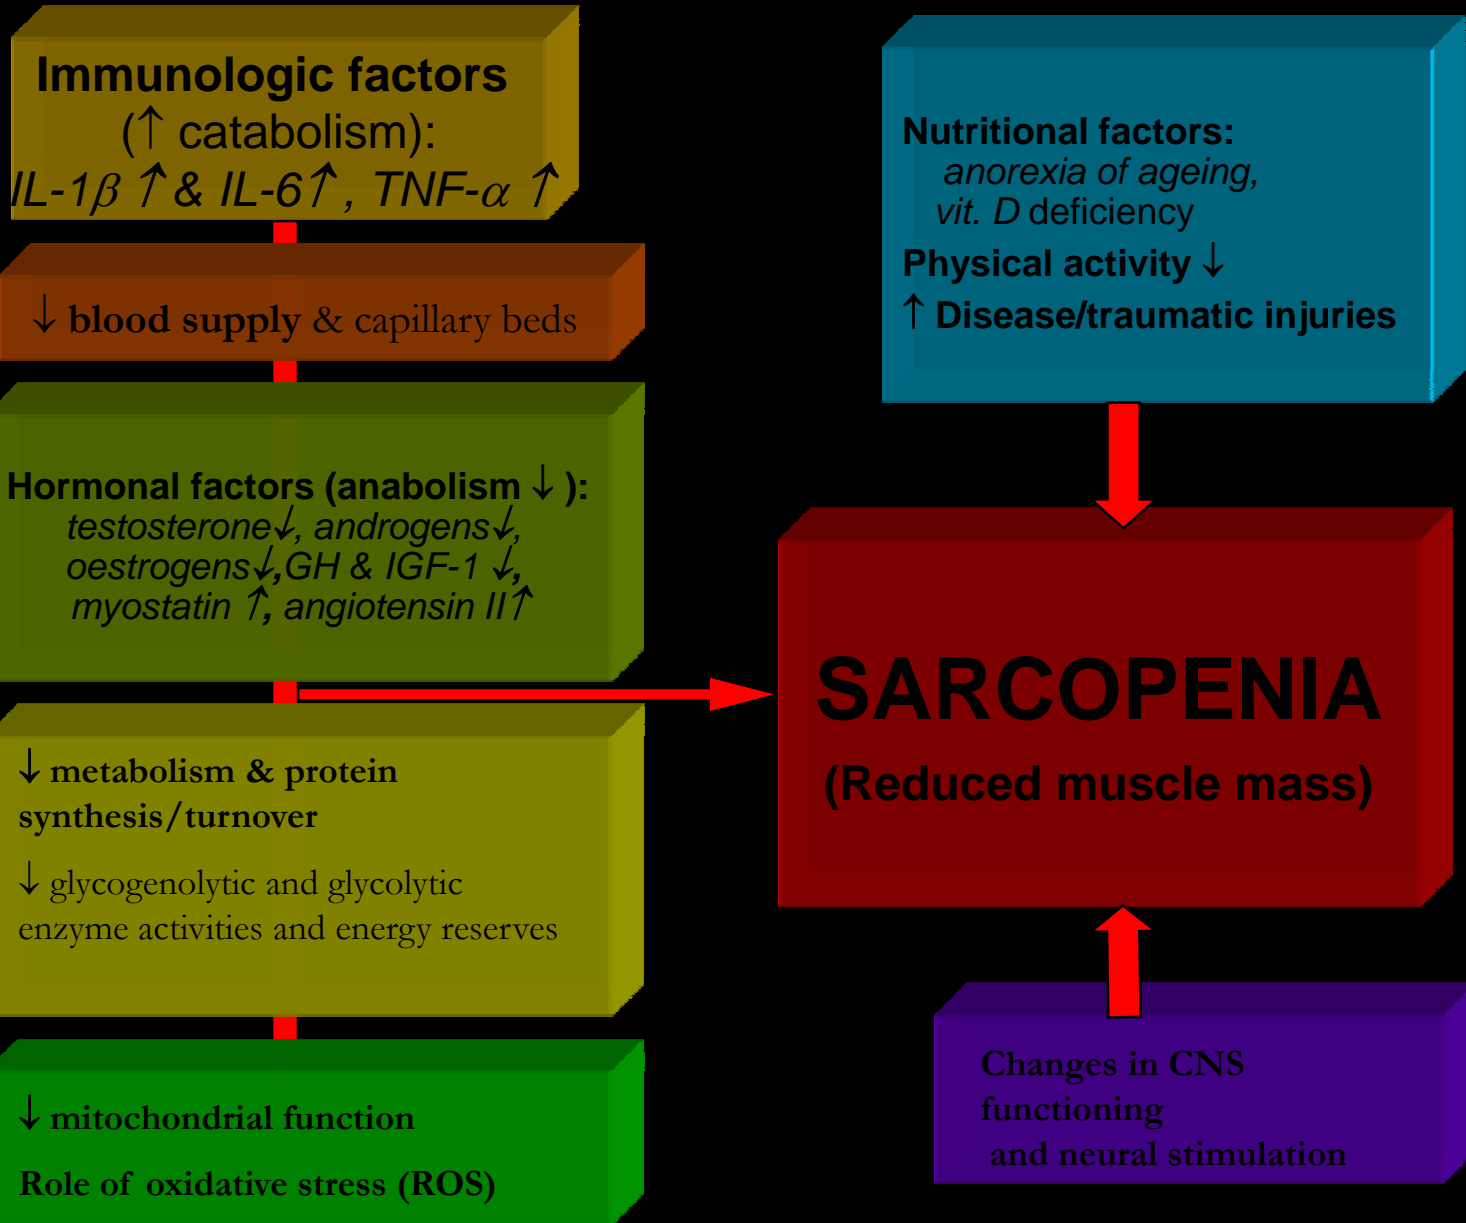 Immunologic factors
(↑ catabolism):
IL-1β ↑ & IL-6↑ , TNF-α ↑
↓ blood supply & capillary beds
Hormonal factors (anabolism ↓ ):
testosterone↓, androgens↓,
oestrogens↓,GH & IGF-1 ↓,
myostatin ↑, angiotensin II↑
↓ metabolism & protein
synthesis/turnover
↓ glycogenolytic and glycolytic
enzyme activities and energy reserves
↓ mitochondrial function
Role of oxidative stress (ROS)
Nutritional factors:
anorexia of ageing,
vit. D deficiency
Physical activity ↓
↑ Disease/traumatic injuries
SARCOPENIA
(Reduced muscle mass)
Changes in CNS
functioning
and neural stimulation